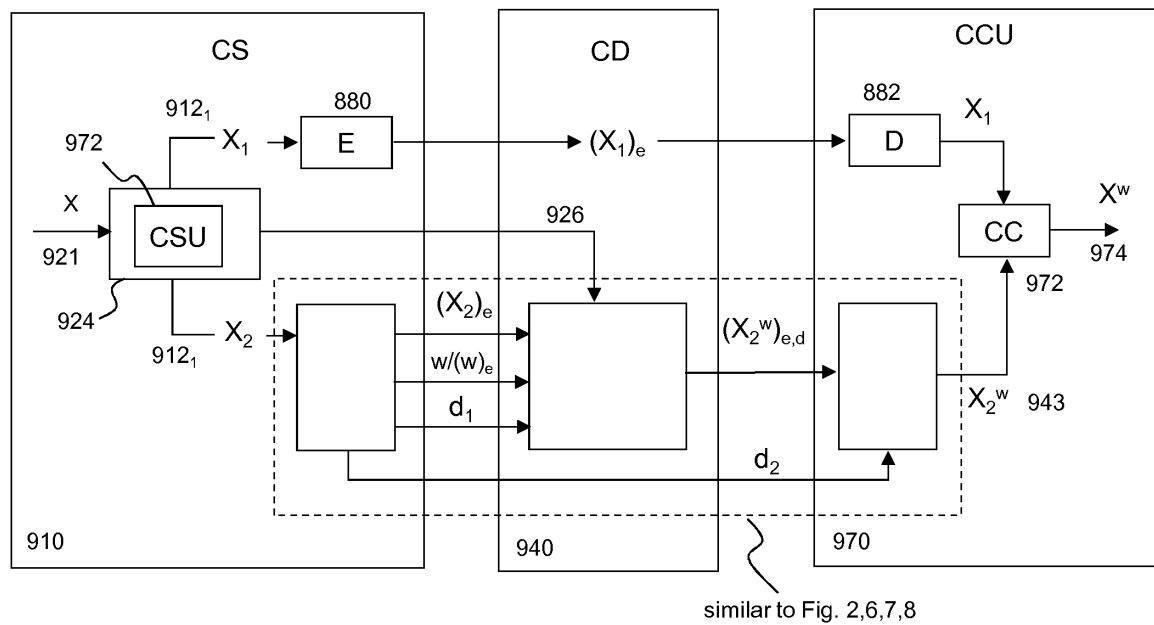 CS
CD
CCU
912₁
880
882
X₁
972
X₁
E
(X₁)ₑ
D
X
CSU
926
Xʷ
921
CC
974
924
(X₂)ₑ
972
912₁
X₂
(X₂ʷ)ₑ,d
w/(w)ₑ
X₂ʷ
943
d₁
d₂
910
940
970
similar to Fig. 2,6,7,8